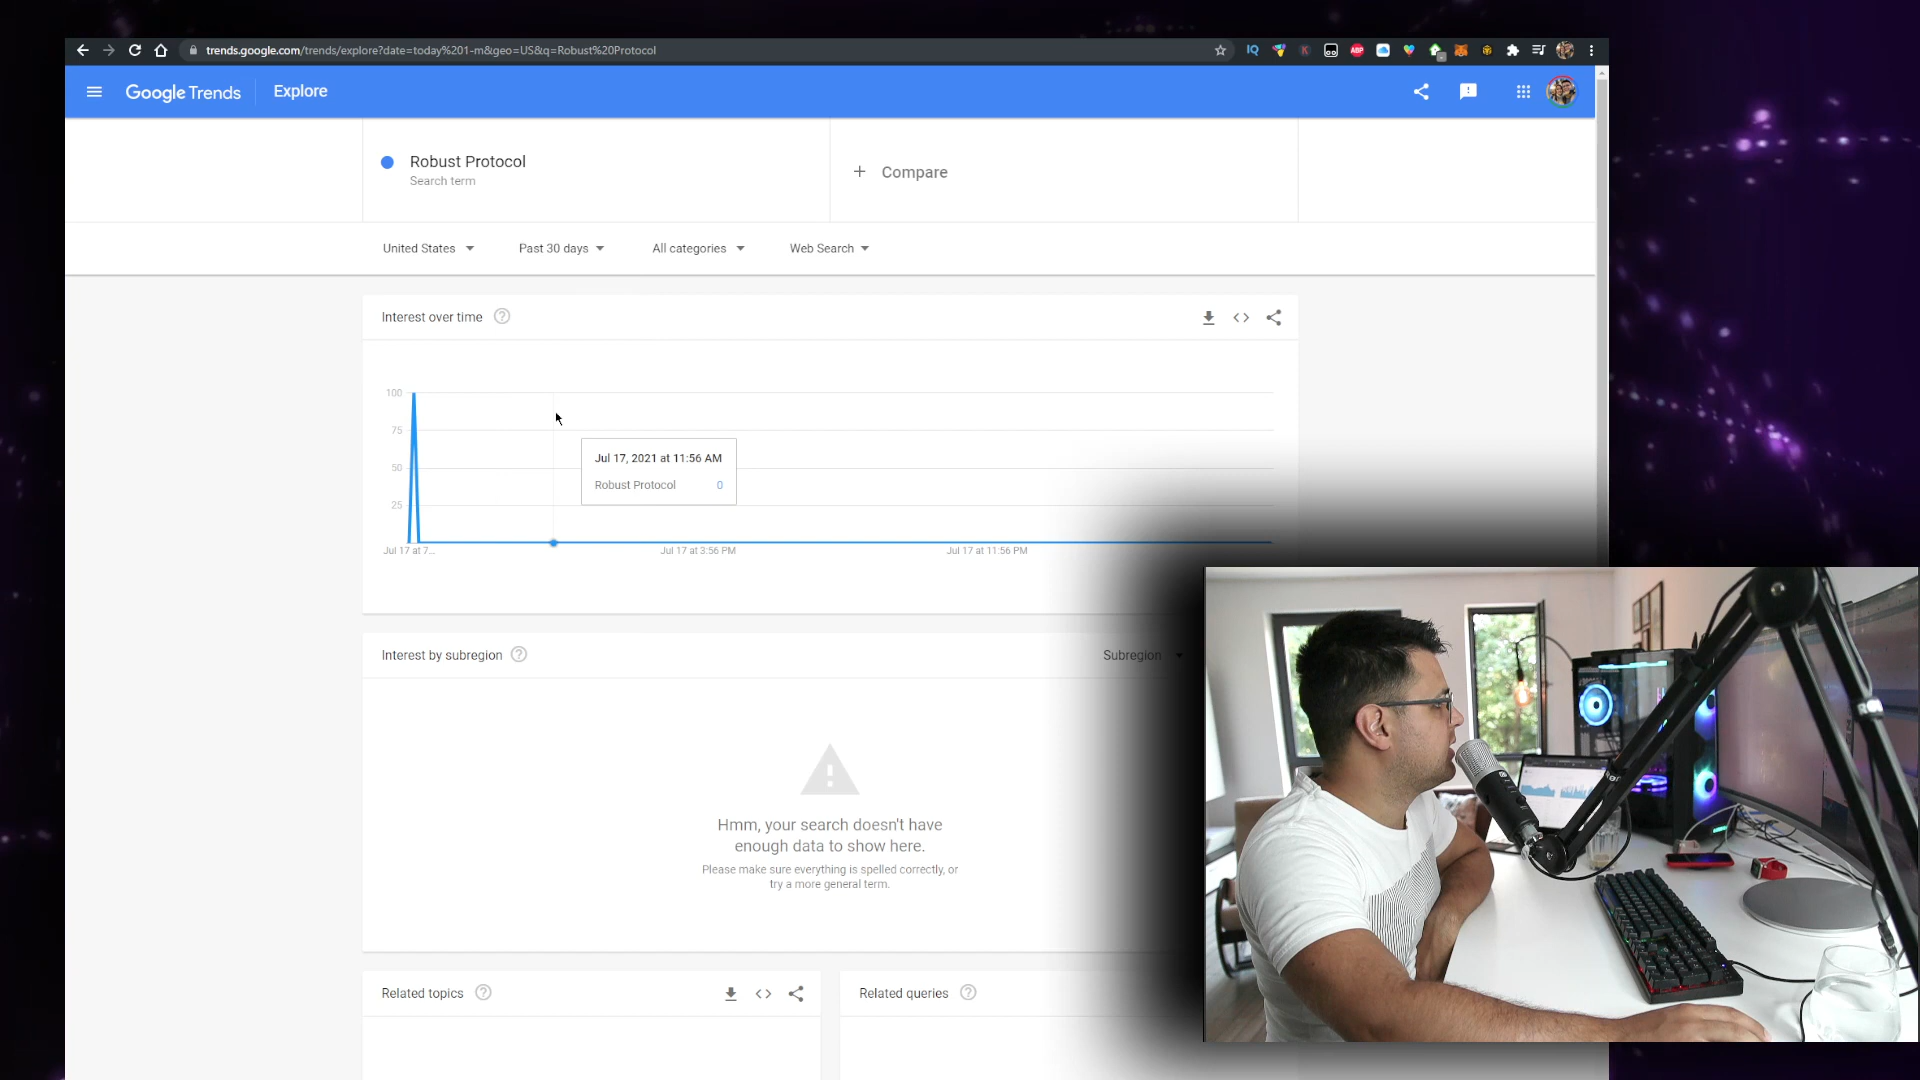 trends.google.com/trends/explore?date=today%201-m&geo=US&q=Robust%20Protocol
IQ
K
ABP
Google Trends
Explore
Robust Protocol
Search term
+ Compare
United States
Past 30 days
All categories
Web Search
Interest over time
100
75
50
25
Jul 17, 2021 at 11:56 AM
Robust Protocol 0
Jul 17 at 7...
Jul 17 at 3:56 PM
Jul 17 at 11:56 PM
Interest by subregion
Subregion
Hmm, your search doesn't have
enough data to show here.
Please make sure everything is spelled correctly, or
try a more general term.
Related topics
Related queries